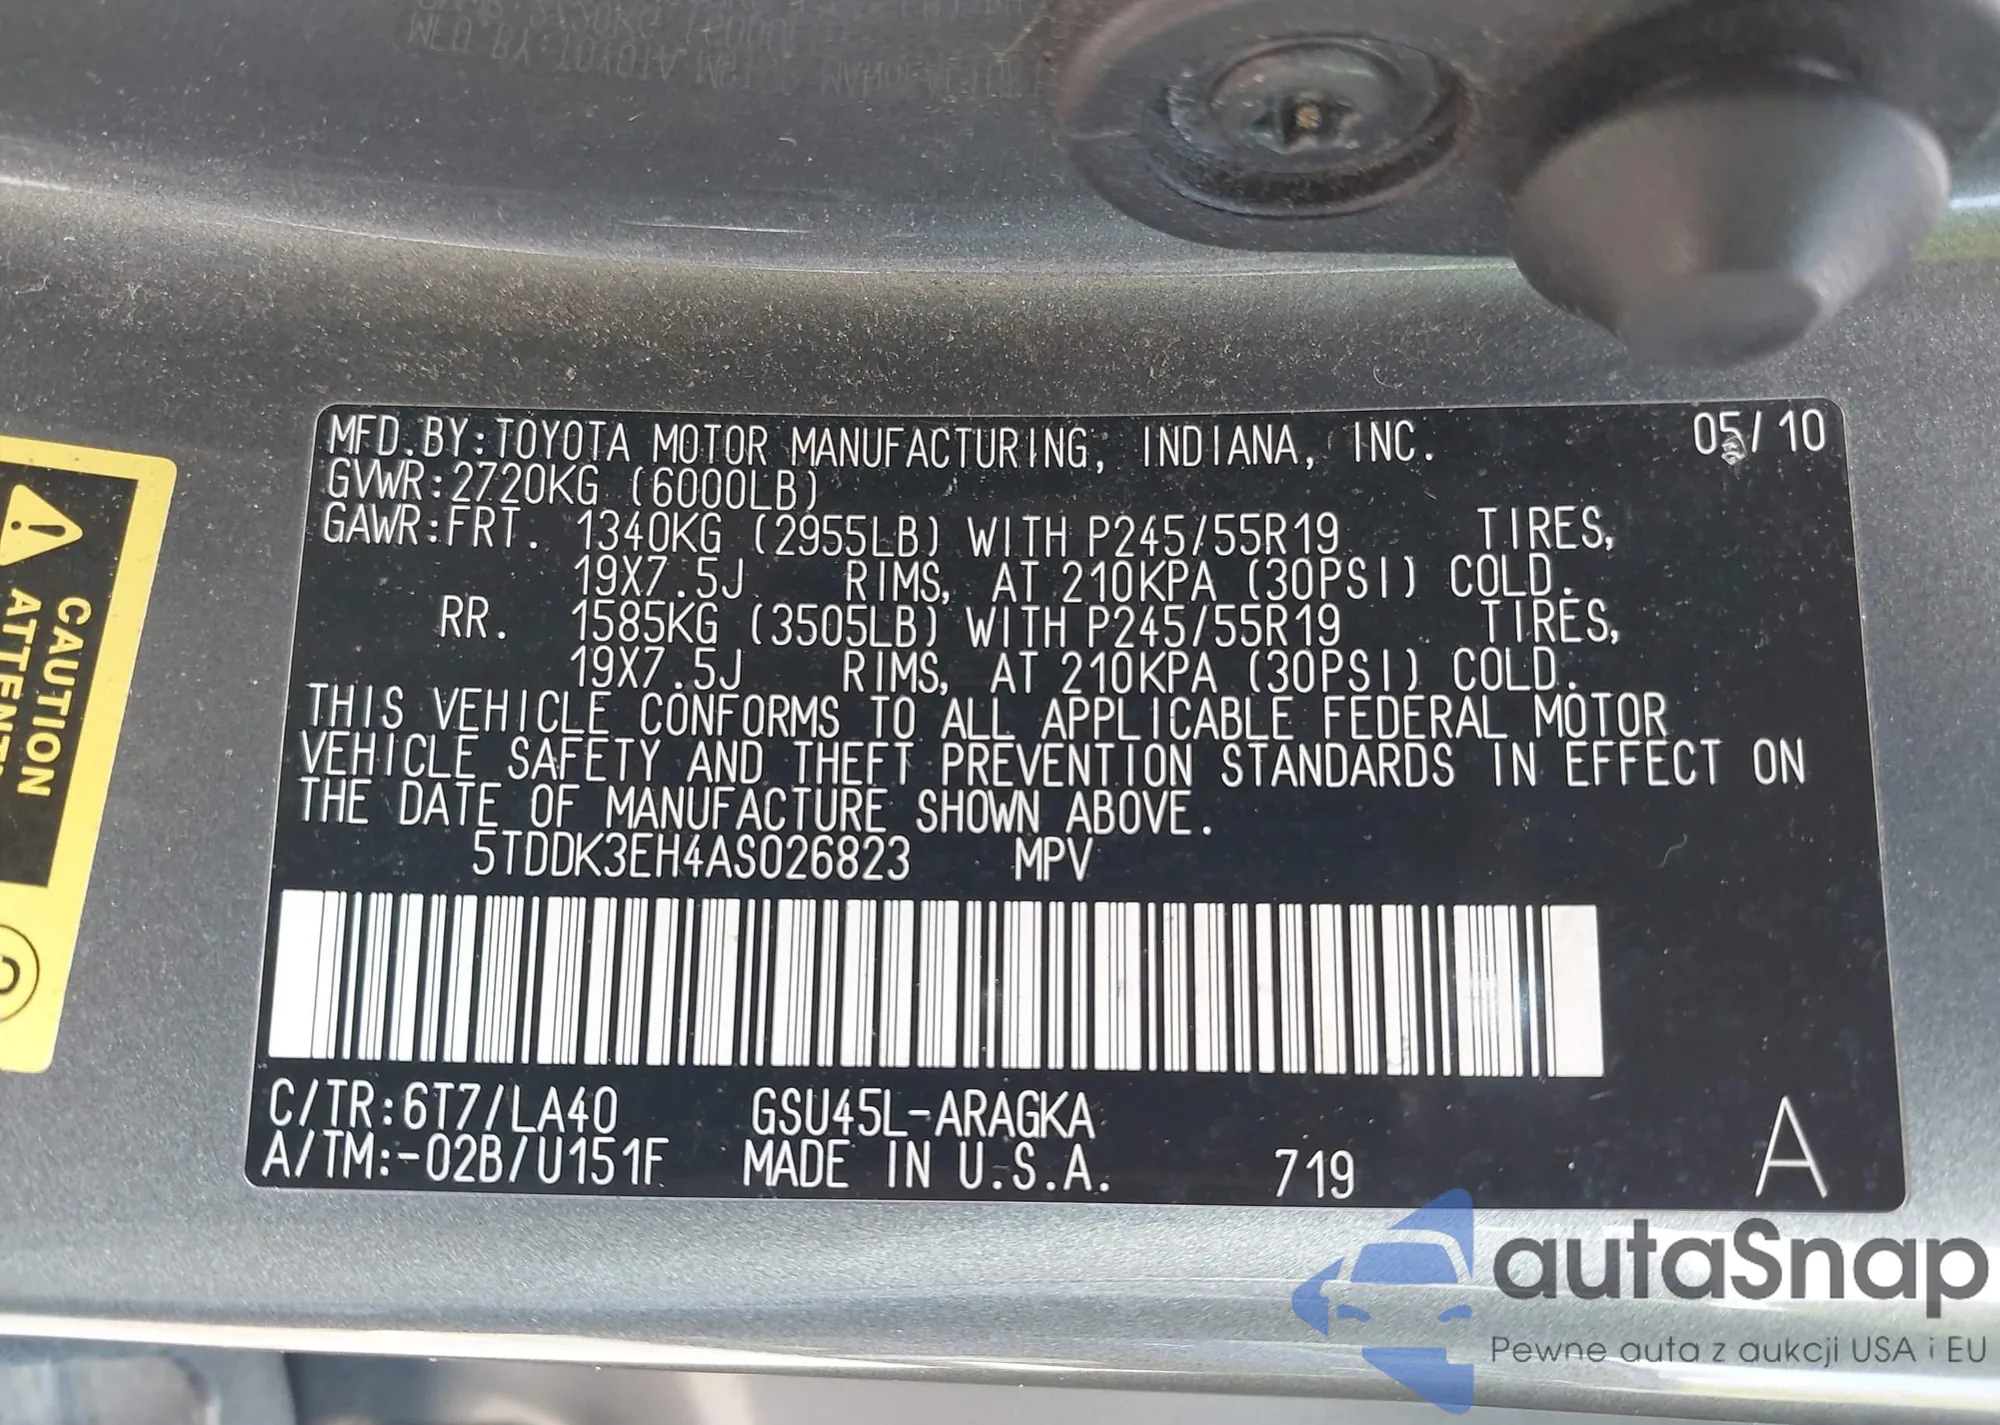 MFD.BY:TOYOTA MOTOR MANUFACTURING, INDIANA, INC. 05/10
GVWR:2720KG (6000LB)
GAWR:FRT. 1340KG (2955LB) WITH P245/55R19 TIRES,
19X7.5J RIMS, AT 210KPA (30PSI) COLD.
RR. 1585KG (3505LB) WITH P245/55R19 TIRES,
19X7.5J RIMS, AT 210KPA (30PSI) COLD.
THIS VEHICLE CONFORMS TO ALL APPLICABLE FEDERAL MOTOR
VEHICLE SAFETY AND THEFT PREVENTION STANDARDS IN EFFECT ON
THE DATE OF MANUFACTURE SHOWN ABOVE.
5TDDK3EH4AS026823 MPV
C/TR:6T7/LA40 GSU45L-ARAGKA
A/TM:-02B/U151F MADE IN U.S.A. 719 A
CAUTION
autaSnap
Pewne auta z aukcji USA i EU